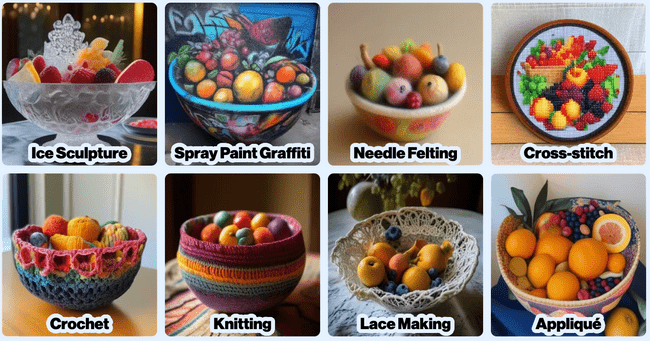 Ice Sculpture
Spray Paint Graffiti
Needle Felting
Cross-stitch
Crochet
Knitting
Lace Making
Appliqué